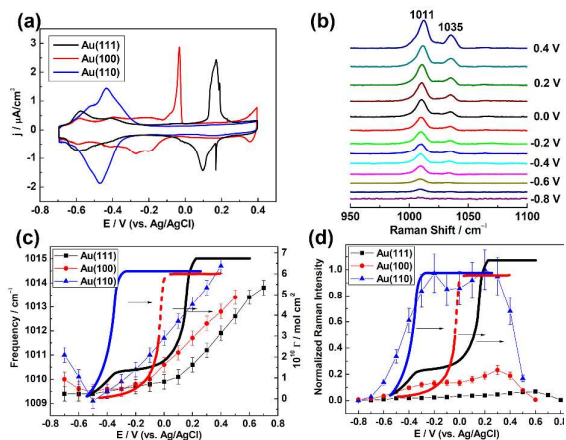 (a)
Au(111)
Au(100)
Au(110)
j / μA/cm²
3
2
1
0
-1
-2
-0.8 -0.6 -0.4 -0.2 0.0 0.2 0.4
E / V (vs. Ag/AgCl)
(b)
1011
1035
0.4 V
0.2 V
0.0 V
-0.2 V
-0.4 V
-0.6 V
-0.8 V
950 1000 1050 1100
Raman Shift / cm⁻¹
(c)
Au(111)
Au(100)
Au(110)
Frequency / cm⁻¹
1015
1014
1013
1012
1011
1010
1009
7
6
5
4
3
2
1
0
10¹⁰ Γ / mol cm²
-0.8 -0.6 -0.4 -0.2 0.0 0.2 0.4 0.6 0.8
E / V (vs. Ag/AgCl)
(d)
Au(111)
Au(100)
Au(110)
Normalized Raman Intensity
1.0
0.8
0.6
0.4
0.2
0.0
-0.8 -0.6 -0.4 -0.2 0.0 0.2 0.4 0.6 0.8
E / V (vs. Ag/AgCl)